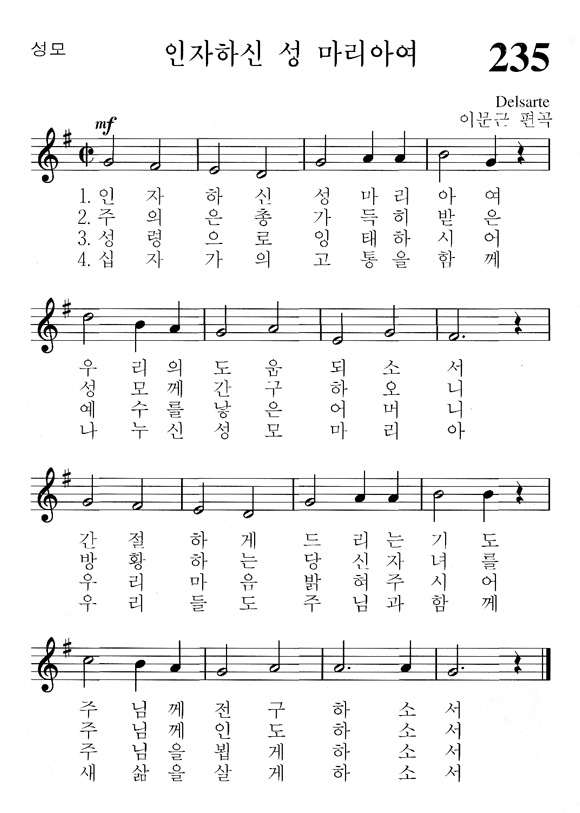 성모
인자하신 성 마리아여
235
Delsarte
이문근 편곡
mf
1. 인 자 하 신 성 마 리 아 여
2. 주 의 은 총 가 득 히 받 은
3. 성 령 으 로 잉 태 하 시 어
4. 십 자 가 의 고 통 을 함 께
우 리 의 도 움 되 소 서
성 모 께 간 구 하 오 니
예 수 를 낳 은 어 머 니
나 누 신 성 모 마 리 아
간 절 하 게 드 리 는 기 도
방 황 하 는 당 신 자 녀 를
우 리 마 음 밝 혀 주 시 어
우 리 들 도 주 님 과 함 께
주 님 께 전 구 하 소 서
주 님 께 인 도 하 소 서
주 님 을 뵙 게 하 소 서
새 삶 을 살 게 하 소 서